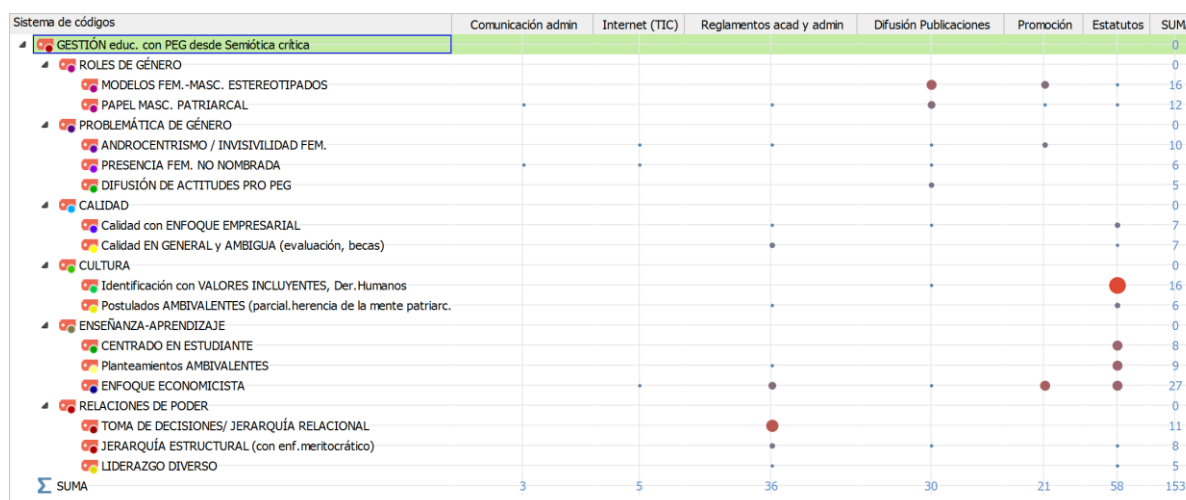 Sistema de códigos Comunicación admin Internet (TIC) Reglamentos acad y admin Difusión Publicaciones Promoción Estatutos SUM
GESTIÓN educ. con PEG desde Semiótica crítica 0
ROLES DE GÉNERO 0
MODELOS FEM.-MASC. ESTEREOTIPADOS 16
PAPEL MASC. PATRIARCAL 12
PROBLEMÁTICA DE GÉNERO 0
ANDROCENTRISMO / INVISIVILIDAD FEM. 10
PRESENCIA FEM. NO NOMBRADA 6
DIFUSIÓN DE ACTITUDES PRO PEG 5
CALIDAD 0
Calidad con ENFOQUE EMPRESARIAL 7
Calidad EN GENERAL y AMBIGUA (evaluación, becas) 7
CULTURA 0
Identificación con VALORES INCLUYENTES, Der.Humanos 16
Postulados AMBIVALENTES (parcial.herencia de la mente patriarc. 6
ENSEÑANZA-APRENDIZAJE 0
CENTRADO EN ESTUDIANTE 8
Planteamientos AMBIVALENTES 9
ENFOQUE ECONOMICISTA 27
RELACIONES DE PODER 0
TOMA DE DECISIONES/ JERARQUÍA RELACIONAL 11
JERARQUÍA ESTRUCTURAL (con enf.meritocrático) 8
LIDERAZGO DIVERSO 5
Σ SUMA 3 5 36 30 21 58 153